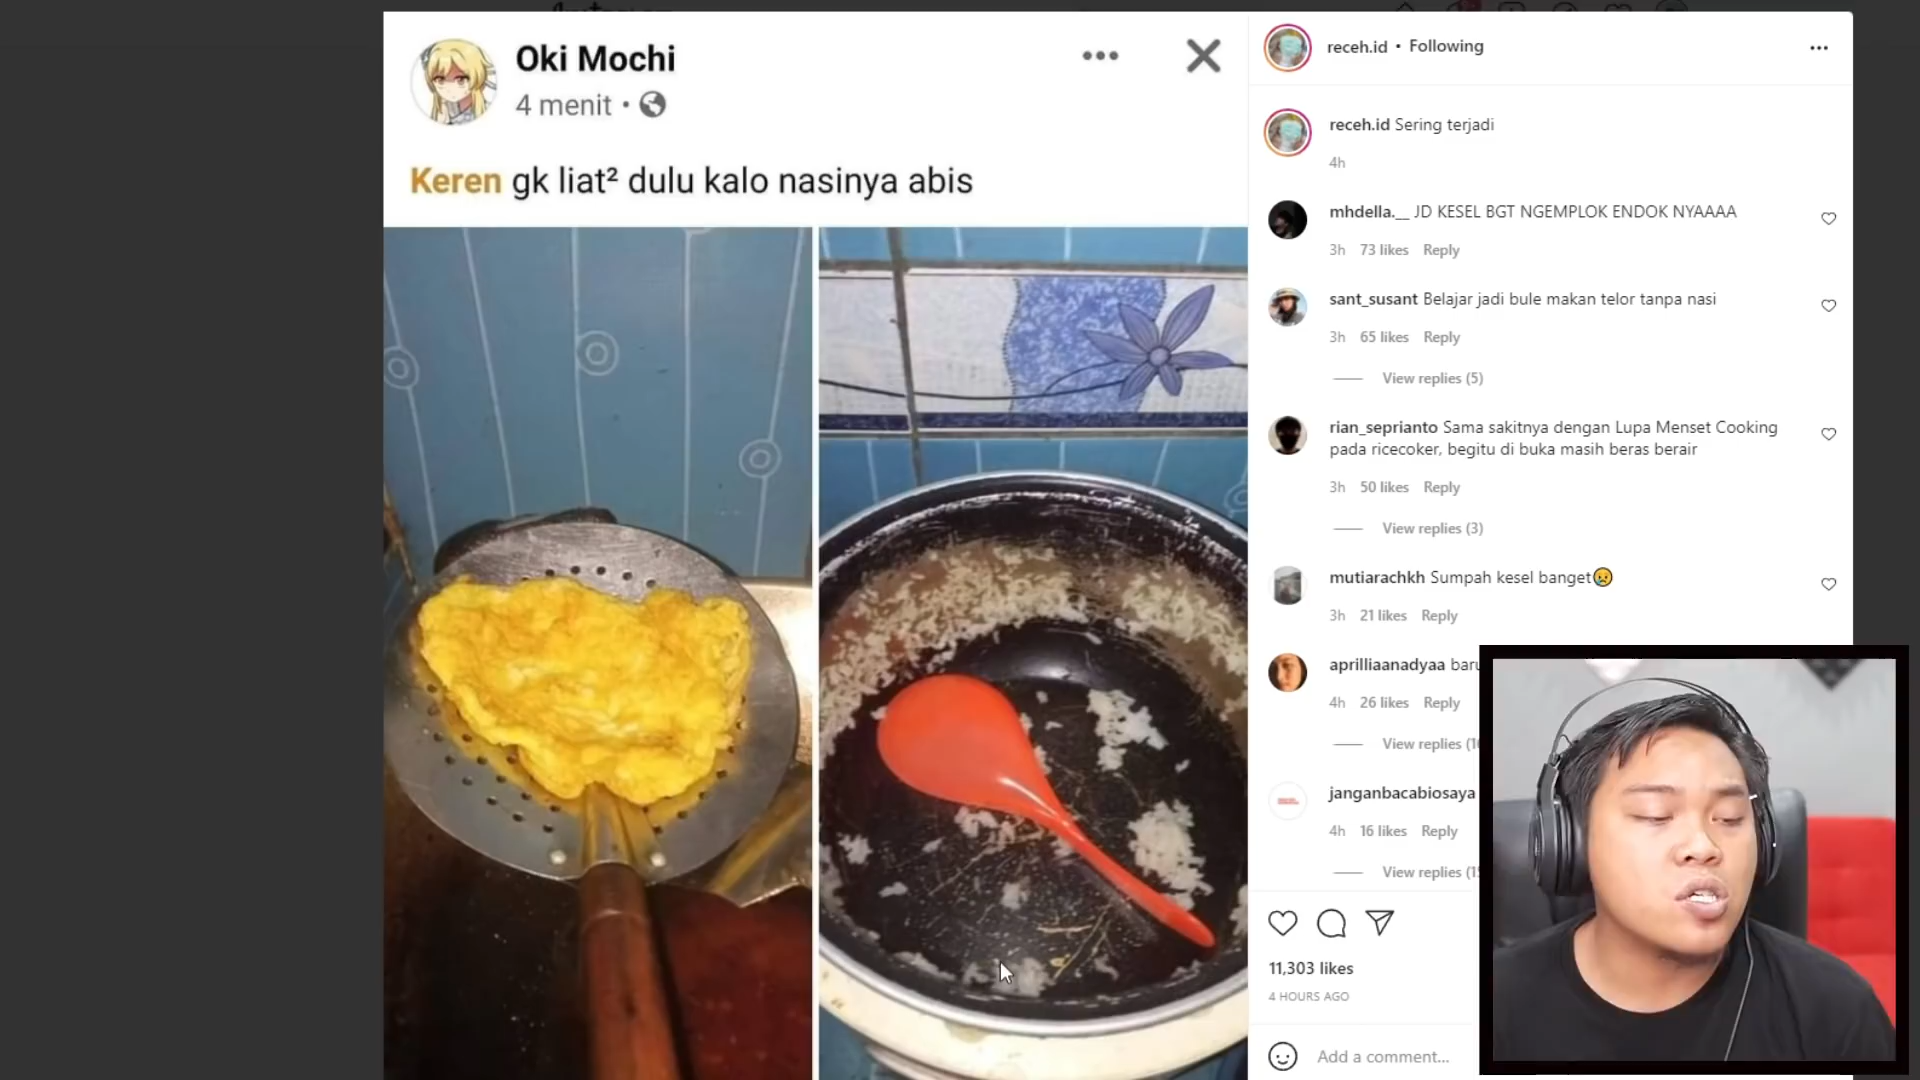 Oki Mochi
4 menit •
Keren gk liat² dulu kalo nasinya abis
receh.id • Following
receh.id Sering terjadi
4h
mhdella.__ JD KESEL BGT NGEMPLOK ENDOK NYAAAA
3h 73 likes Reply
sant_susant Belajar jadi bule makan telor tanpa nasi
3h 65 likes Reply
View replies (5)
rian_seprianto Sama sakitnya dengan Lupa Menset Cooking
pada ricecoker, begitu di buka masih beras berair
3h 50 likes Reply
View replies (3)
mutiarachkh Sumpah kesel banget😢
3h 21 likes Reply
aprilliaanadyaa
4h 26 likes Reply
View replies
janganbacabiosaya
4h 16 likes Reply
View replies
11,303 likes
4 HOURS AGO
Add a comment...